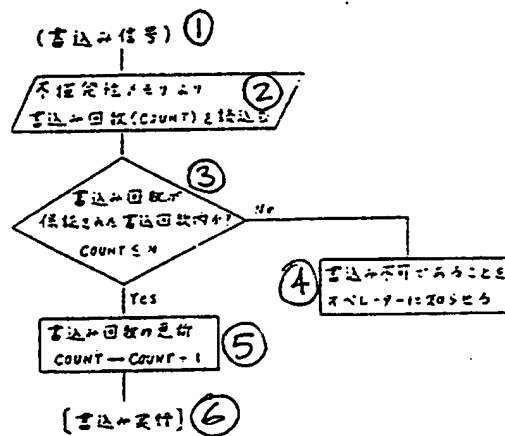 (書込み信号) ①
不揮発性メモリより ②
書込み回数(COUNT)を読込む
③
書込み回数が
保証された書込回数内か?
COUNT ≤ N
No
Yes
④ 書込み不可であることを
オペレーターに知らせる
書込み回数の更新 ⑤
COUNT ← COUNT + 1
[書込み実行] ⑥